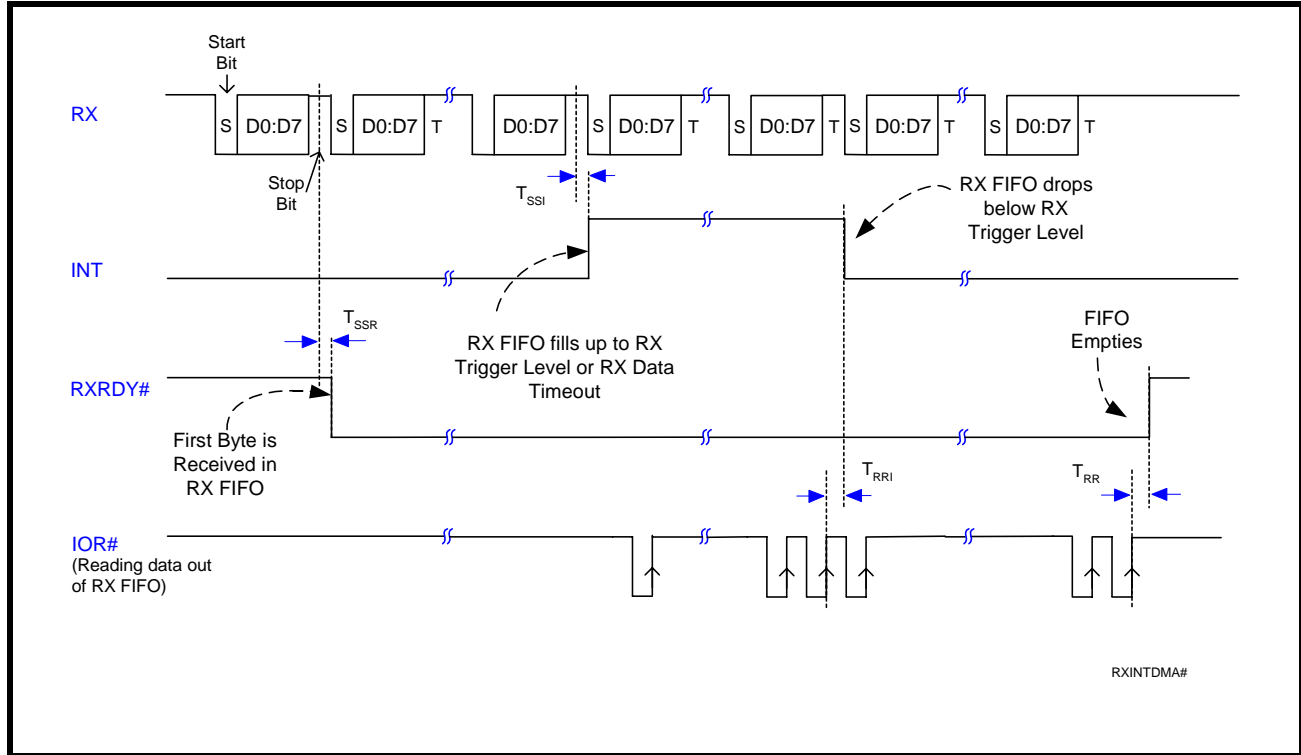 Start
Bit
RX
S D0:D7 S D0:D7 T D0:D7 S D0:D7 T S D0:D7 T S D0:D7 T S D0:D7 T
Stop
Bit
TSSI
RX FIFO drops
below RX
Trigger Level
INT
TSSR
RX FIFO fills up to RX
Trigger Level or RX Data
Timeout
FIFO
Empties
RXRDY#
First Byte is
Received in
RX FIFO
TRRI
TRR
IOR#
(Reading data out
of RX FIFO)
RXINTDMA#